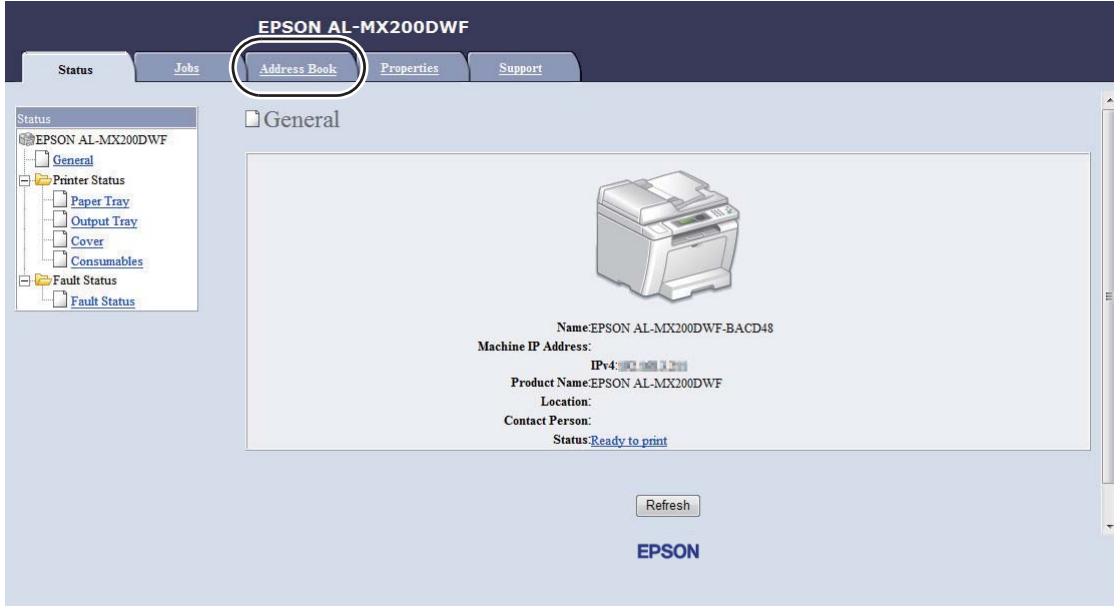 EPSON AL-MX200DWF
Status Jobs Address Book Properties Support
Status
EPSON AL-MX200DWF
General
Printer Status
Paper Tray
Output Tray
Cover
Consumables
Fault Status
Fault Status
General
Name:EPSON AL-MX200DWF-BACD48
Machine IP Address:
IPv4:
Product Name:EPSON AL-MX200DWF
Location:
Contact Person:
Status:Ready to print
Refresh
EPSON